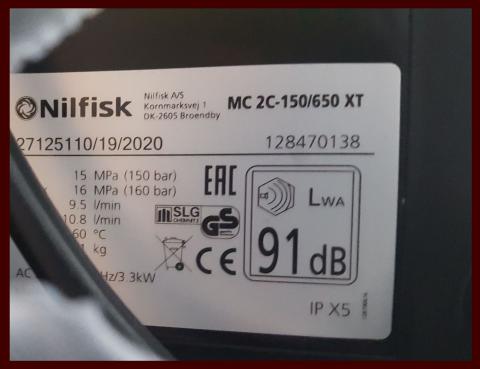 Nilfisk
Nilfisk A/S
Kornmarksvej 1
DK-2605 Broendby
MC 2C-150/650 XT
27125110/19/2020
128470138
15 MPa (150 bar)
16 MPa (160 bar)
9.5 l/min
10.8 l/min
60 °C
kg
AC
Hz/3.3kW
EAC
SLG
CHEMNITZ
GS
CE
LWA
91 dB
IP X5